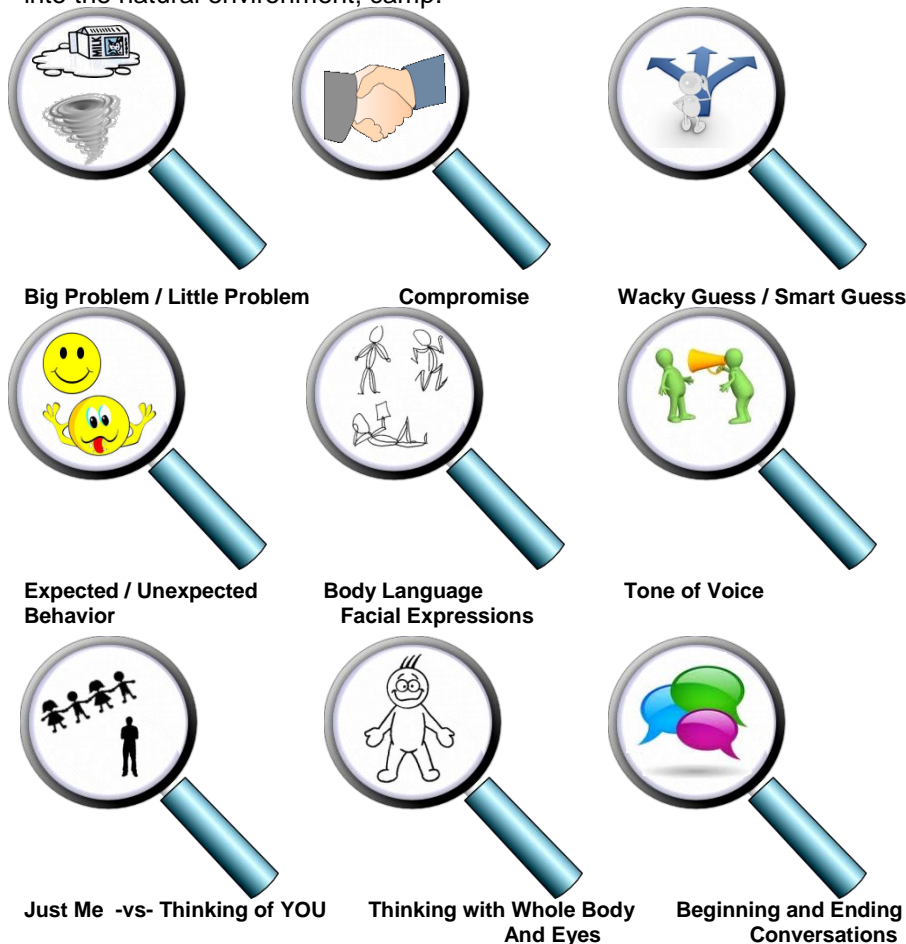 into the natural environment, camp.
MILK
Big Problem / Little Problem Compromise Wacky Guess / Smart Guess
Expected / Unexpected Body Language Tone of Voice
Behavior Facial Expressions
Just Me -vs- Thinking of YOU Thinking with Whole Body Beginning and Ending
And Eyes Conversations